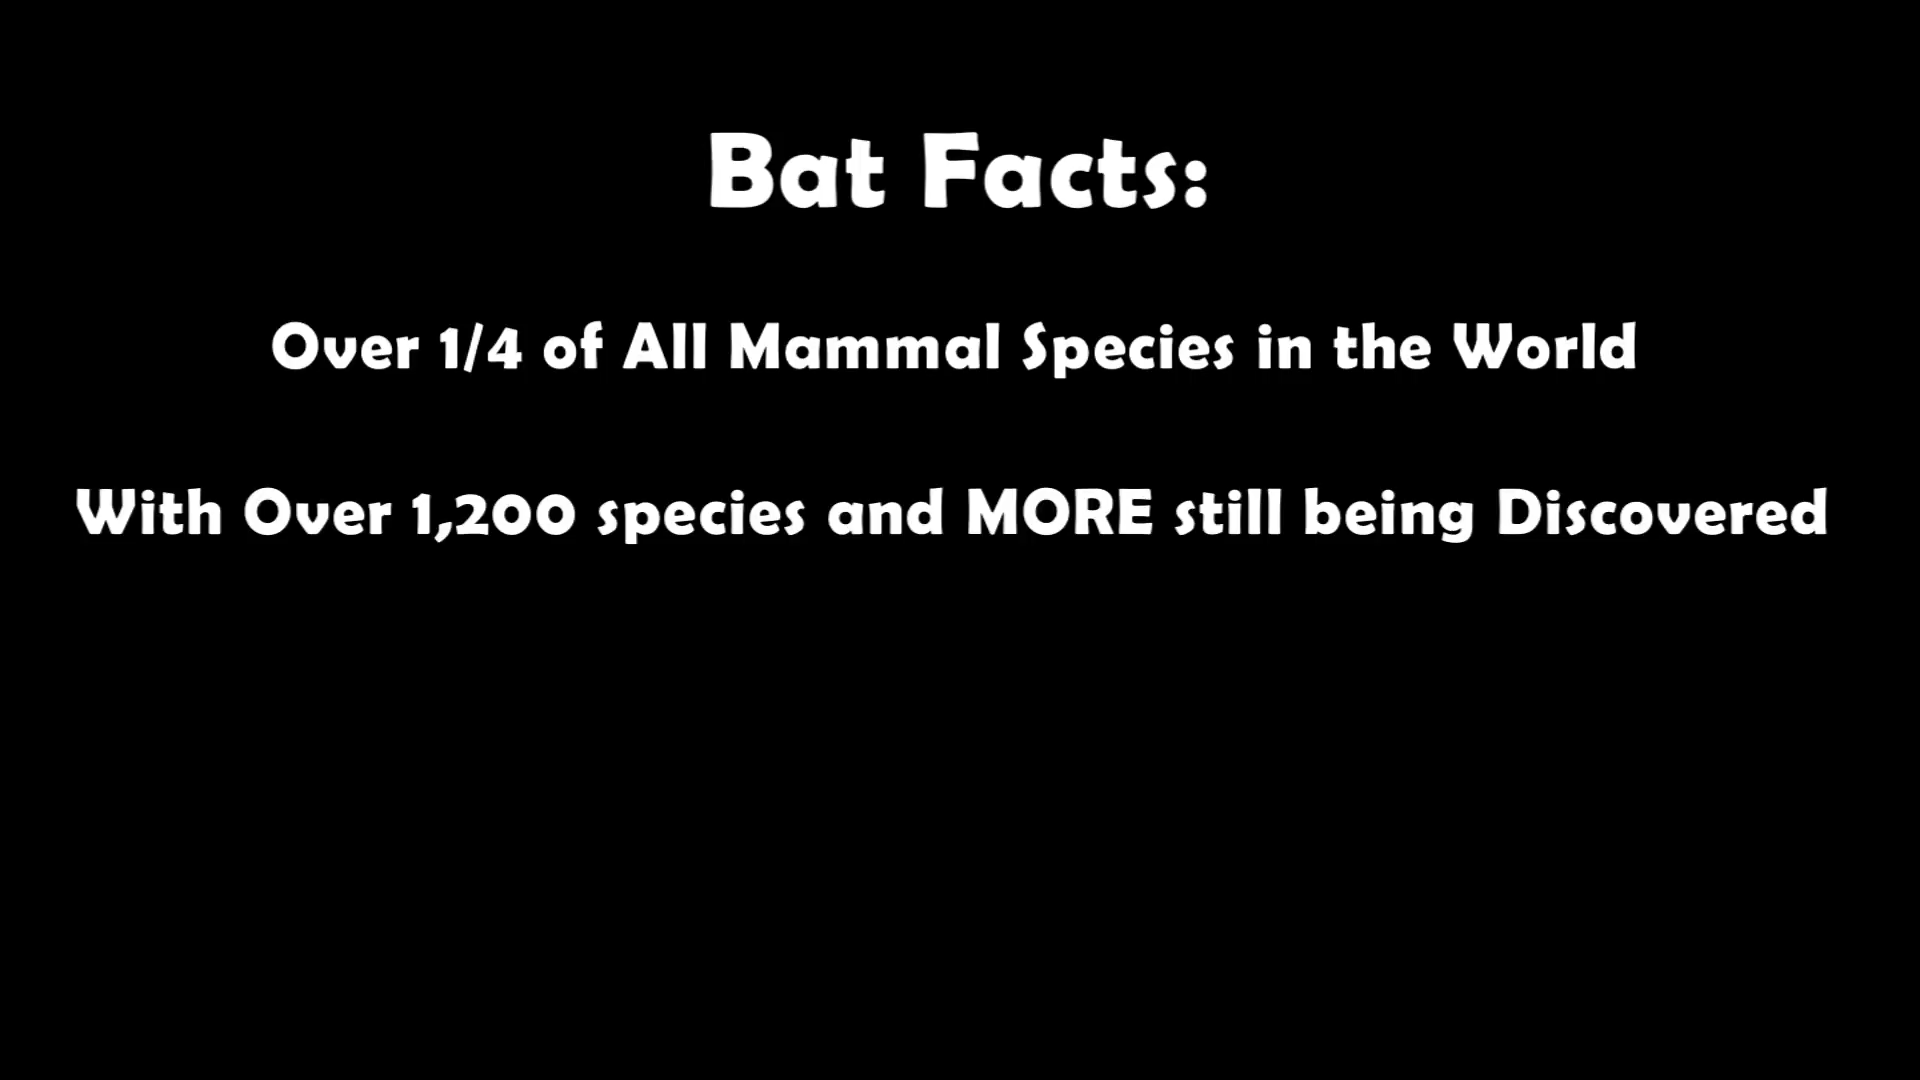 Bat Facts:
Over 1/4 of All Mammal Species in the World
With Over 1,200 species and MORE still being Discovered